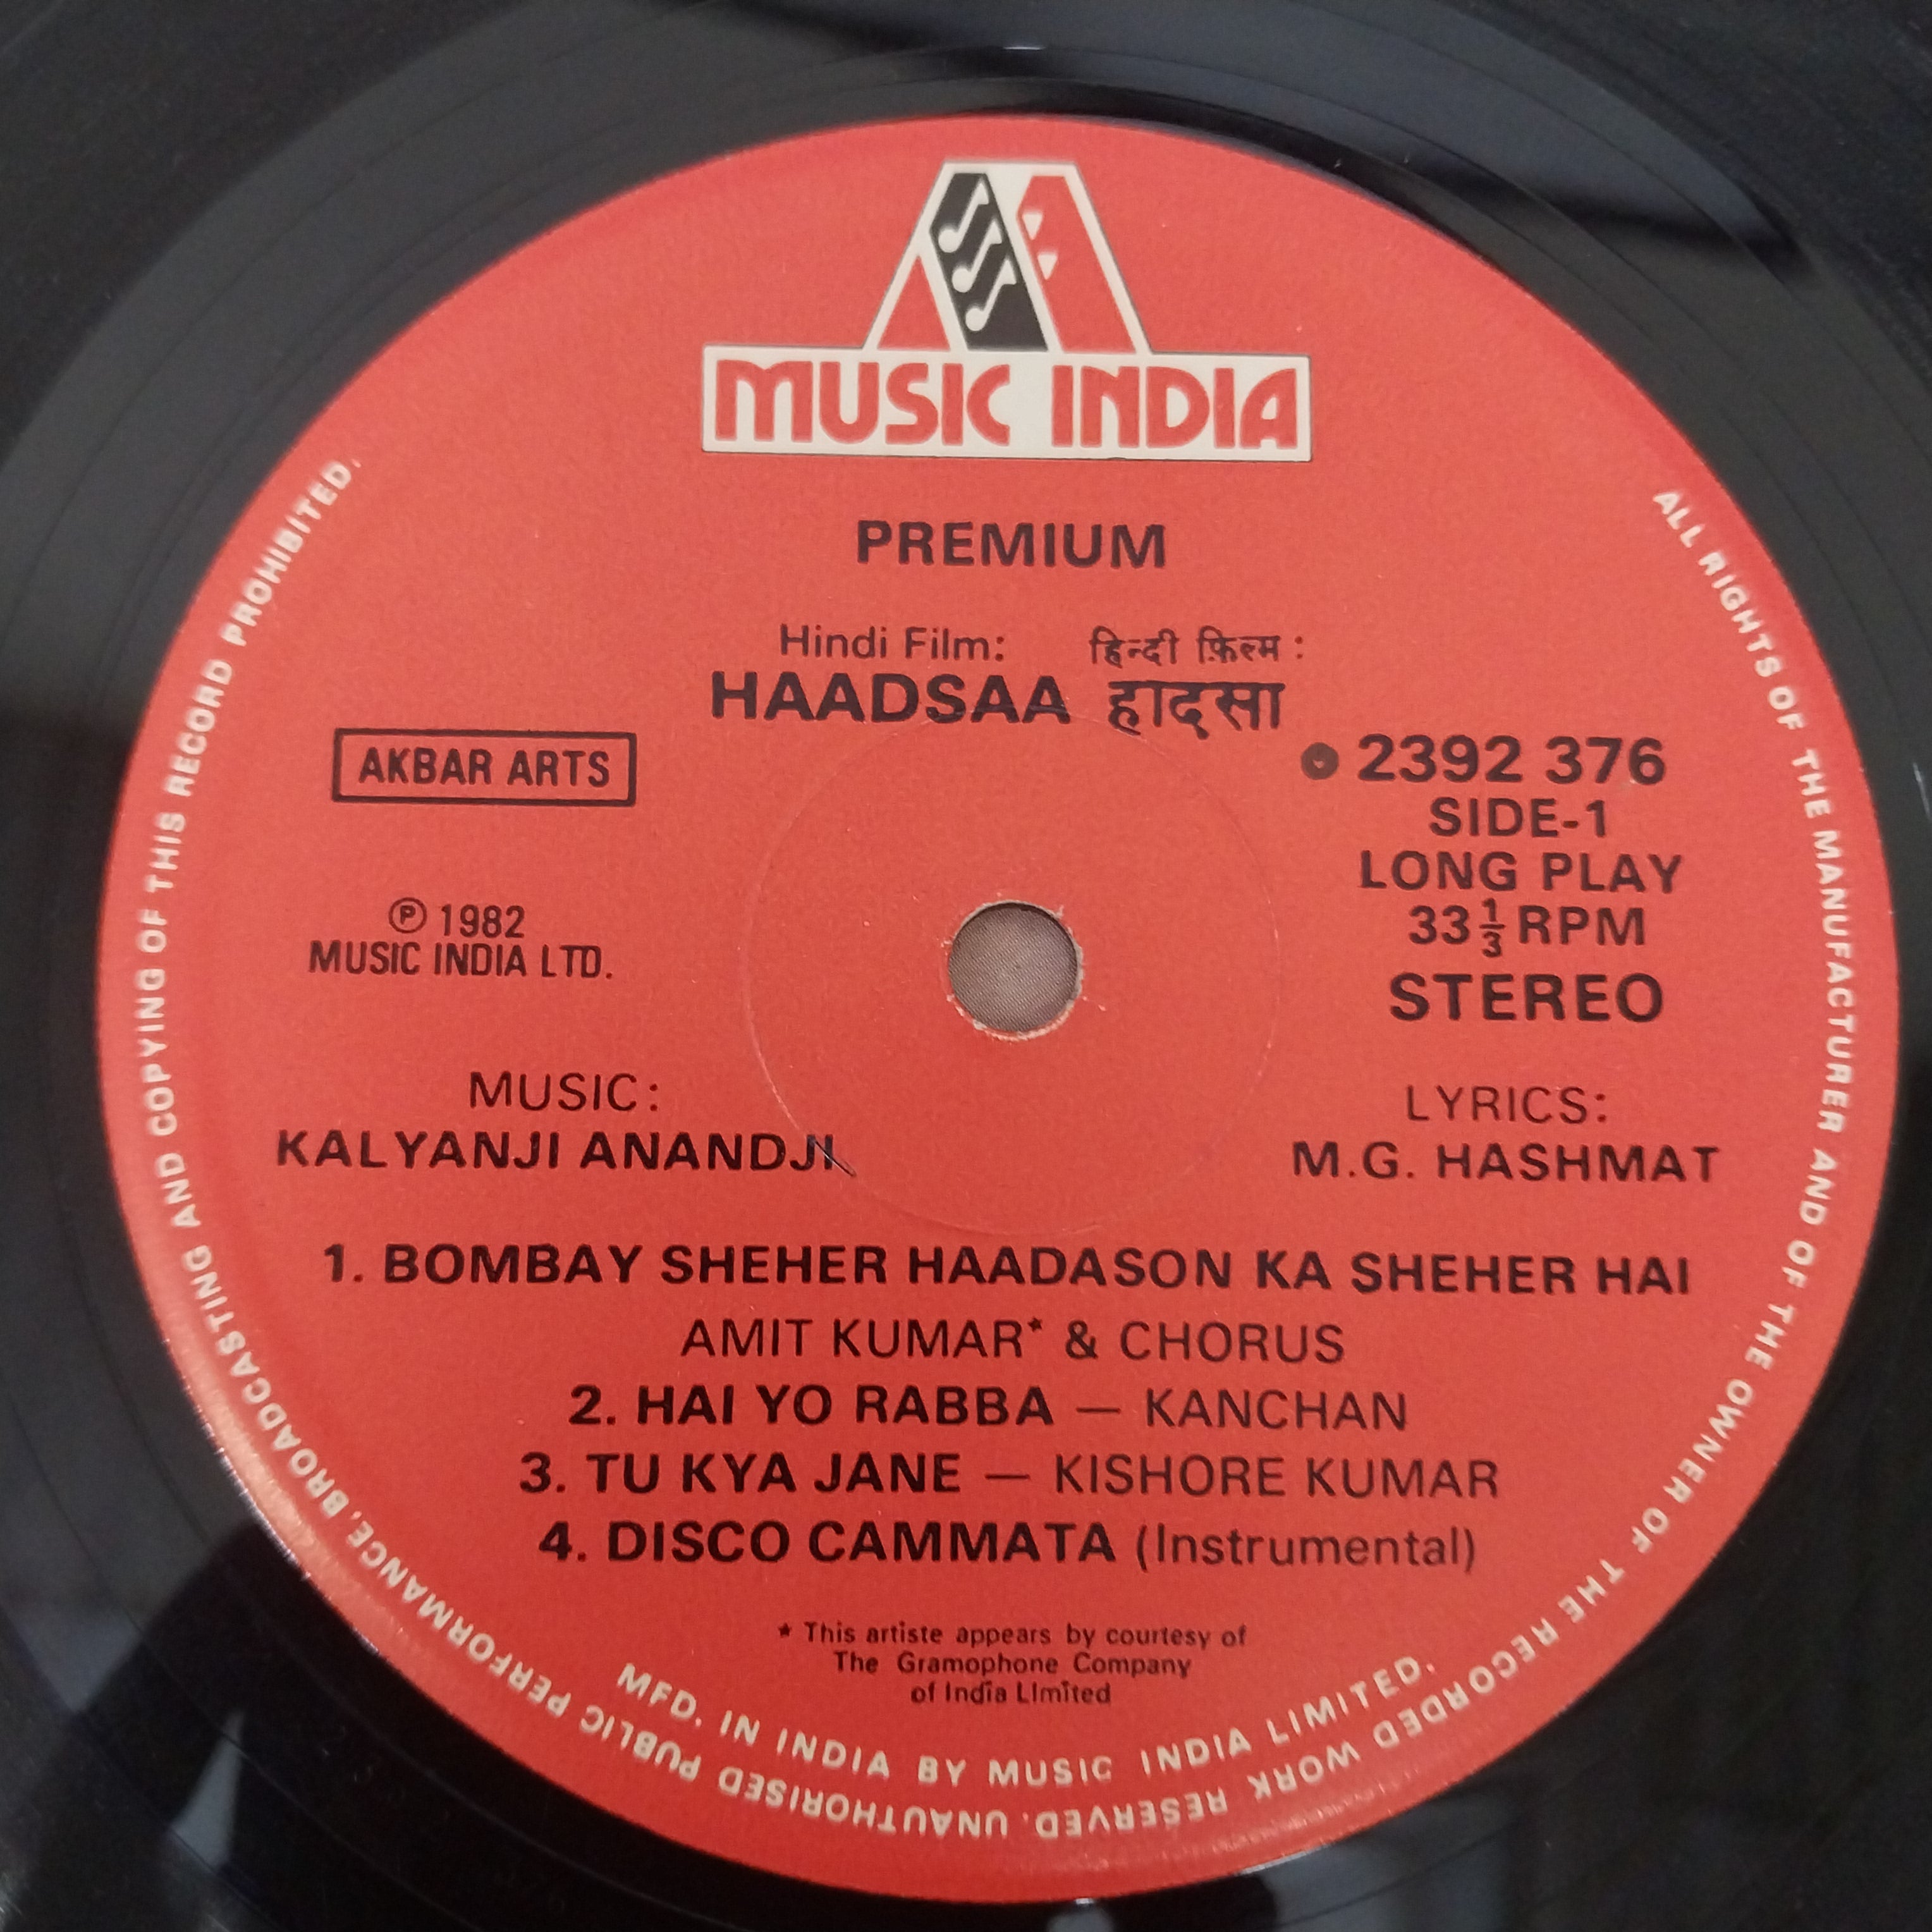 MUSIC INDIA
PREMIUM
Hindi Film: हिन्दी फ़िल्म :
HAADSAA हादसा
AKBAR ARTS
2392 376
SIDE-1
LONG PLAY
33 1/3 RPM
STEREO
Ⓟ 1982
MUSIC INDIA LTD.
MUSIC:
KALYANJI ANANDJI
LYRICS:
M.G. HASHMAT
1. BOMBAY SHEHER HAADASON KA SHEHER HAI
AMIT KUMAR* & CHORUS
2. HAI YO RABBA — KANCHAN
3. TU KYA JANE — KISHORE KUMAR
4. DISCO CAMMATA (Instrumental)
* This artiste appears by courtesy of
The Gramophone Company
of India Limited
MFD. IN INDIA BY MUSIC INDIA LIMITED.
ALL RIGHTS OF THE MANUFACTURER AND OF THE OWNER OF THE RECORDED WORK RESERVED. UNAUTHORISED PUBLIC PERFORMANCE, BROADCASTING AND COPYING OF THIS RECORD PROHIBITED.